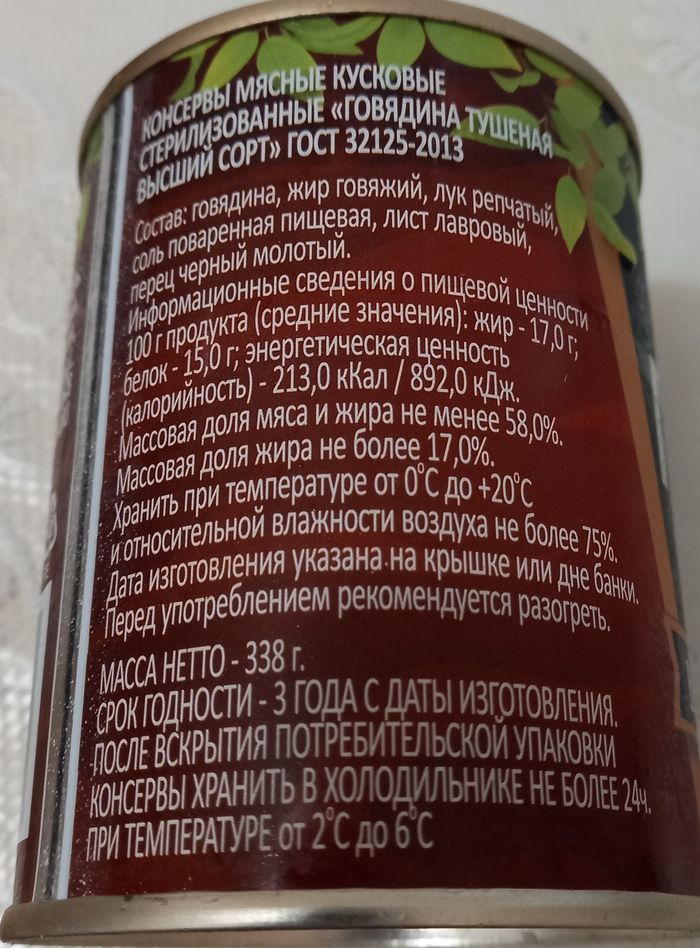 КОНСЕРВЫ МЯСНЫЕ КУСКОВЫЕ
СТЕРИЛИЗОВАННЫЕ «ГОВЯДИНА ТУШЕНАЯ
ВЫСШИЙ СОРТ» ГОСТ 32125-2013
Состав: говядина, жир говяжий, лук репчатый,
соль поваренная пищевая, лист лавровый,
перец черный молотый.
Информационные сведения о пищевой ценности
100 г продукта (средние значения): жир - 17,0 г;
белок - 15,0 г; энергетическая ценность
(калорийность) - 213,0 кКал / 892,0 кДж.
Массовая доля мяса и жира не менее 58,0%.
Массовая доля жира не более 17,0%.
Хранить при температуре от 0°С до +20°С
и относительной влажности воздуха не более 75%.
Дата изготовления указана на крышке или дне банки.
Перед употреблением рекомендуется разогреть.
МАССА НЕТТО - 338 г.
СРОК ГОДНОСТИ - 3 ГОДА С ДАТЫ ИЗГОТОВЛЕНИЯ.
ПОСЛЕ ВСКРЫТИЯ ПОТРЕБИТЕЛЬСКОЙ УПАКОВКИ
КОНСЕРВЫ ХРАНИТЬ В ХОЛОДИЛЬНИКЕ НЕ БОЛЕЕ 24ч.
ПРИ ТЕМПЕРАТУРЕ от 2°С до 6°С